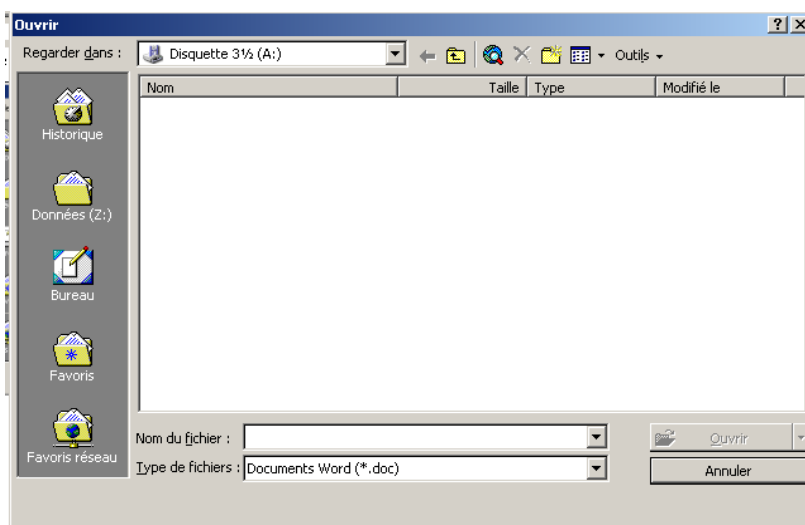 Ouvrir
Regarder dans :
Disquette 3½ (A:)
Outils
Nom Taille Type Modifié le
Historique
Données (Z:)
Bureau
Favoris
Favoris réseau
Nom du fichier :
Ouvrir
Type de fichiers : Documents Word (*.doc)
Annuler